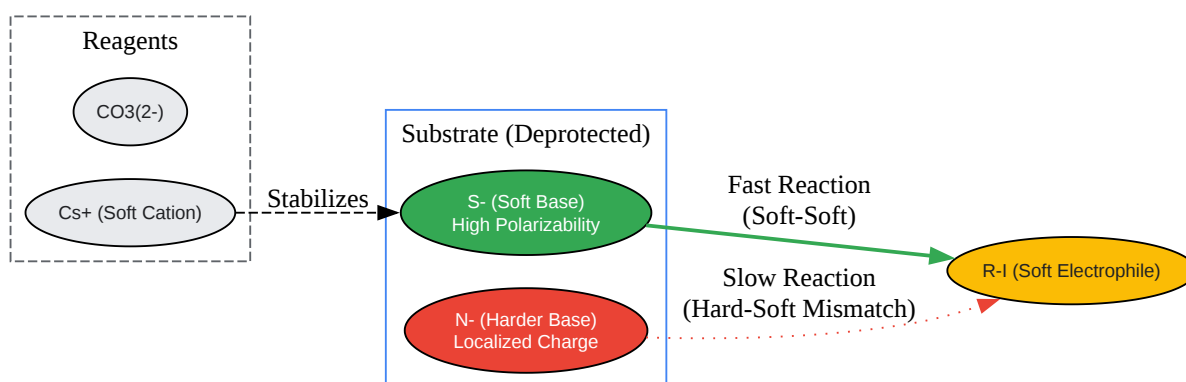 Reagents
CO3(2-)
Cs+ (Soft Cation)
Stabilizes
Substrate (Deprotected)
S- (Soft Base)
High Polarizability
N- (Harder Base)
Localized Charge
Fast Reaction
(Soft-Soft)
Slow Reaction
(Hard-Soft Mismatch)
R-I (Soft Electrophile)